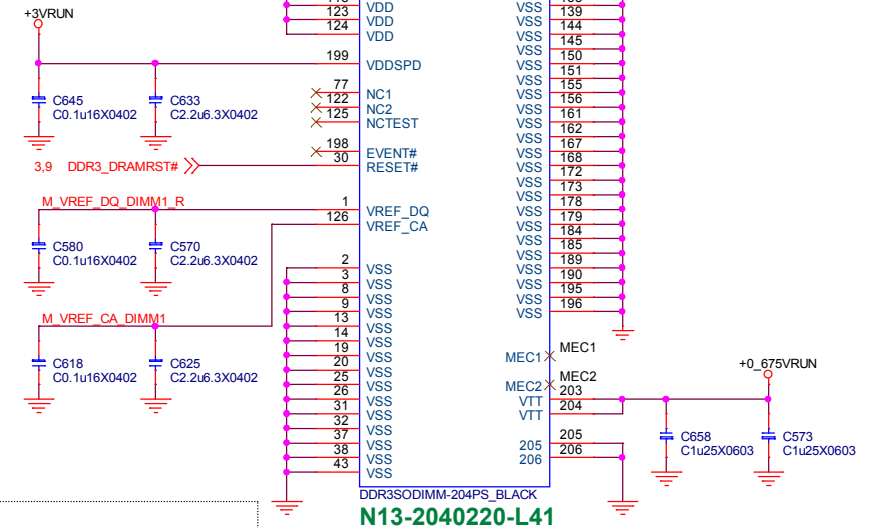 +3VRUN
C645
C0.1u16X0402
C633
C2.2u6.3X0402
3,9 DDR3_DRAMRST#
M_VREF_DQ_DIMM1_R
C580
C0.1u16X0402
C570
C2.2u6.3X0402
M_VREF_CA_DIMM1
C618
C0.1u16X0402
C625
C2.2u6.3X0402
VDD
123 VDD
124 VDD
199 VDDSPD
77 NC1
122 NC2
125 NCTEST
198 EVENT#
30 RESET#
1 VREF_DQ
126 VREF_CA
2 VSS
3 VSS
8 VSS
9 VSS
13 VSS
14 VSS
19 VSS
20 VSS
25 VSS
26 VSS
31 VSS
32 VSS
37 VSS
38 VSS
43 VSS
VSS
VSS 139
VSS 144
VSS 145
VSS 150
VSS 151
VSS 155
VSS 156
VSS 161
VSS 162
VSS 167
VSS 168
VSS 172
VSS 173
VSS 178
VSS 179
VSS 184
VSS 185
VSS 189
VSS 190
VSS 195
VSS 196
MEC1 MEC1
MEC2 MEC2
VTT 203
VTT 204
205 205
206 206
+0_675VRUN
C658
C1u25X0603
C573
C1u25X0603
DDR3SODIMM-204PS_BLACK
N13-2040220-L41